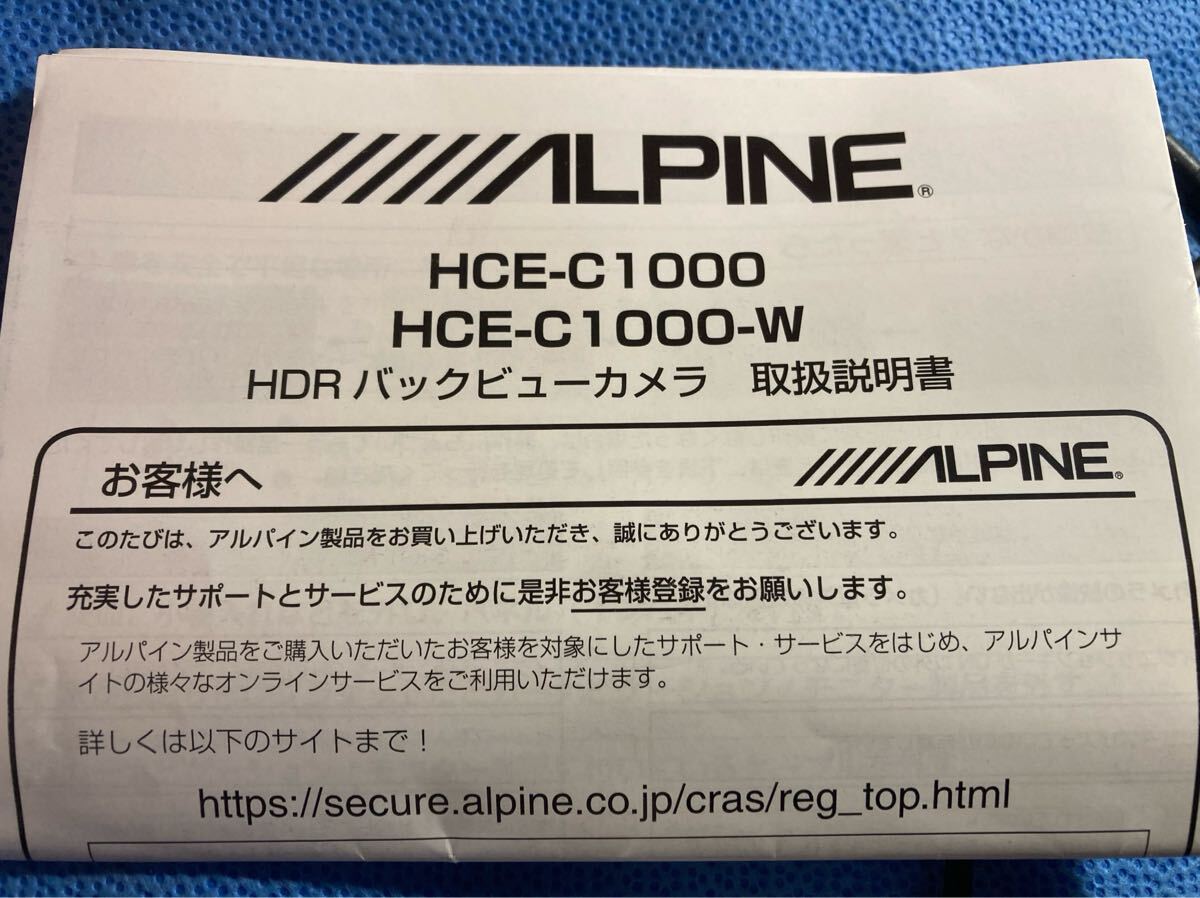 ALPINE®
HCE-C1000
HCE-C1000-W
HDR バックビューカメラ 取扱説明書
お客様へ ALPINE®
このたびは、アルパイン製品をお買い上げいただき、誠にありがとうございます。
充実したサポートとサービスのために是非お客様登録をお願いします。
アルパイン製品をご購入いただいたお客様を対象にしたサポート・サービスをはじめ、アルパインサ
イトの様々なオンラインサービスをご利用いただけます。
詳しくは以下のサイトまで！
https://secure.alpine.co.jp/cras/reg_top.html